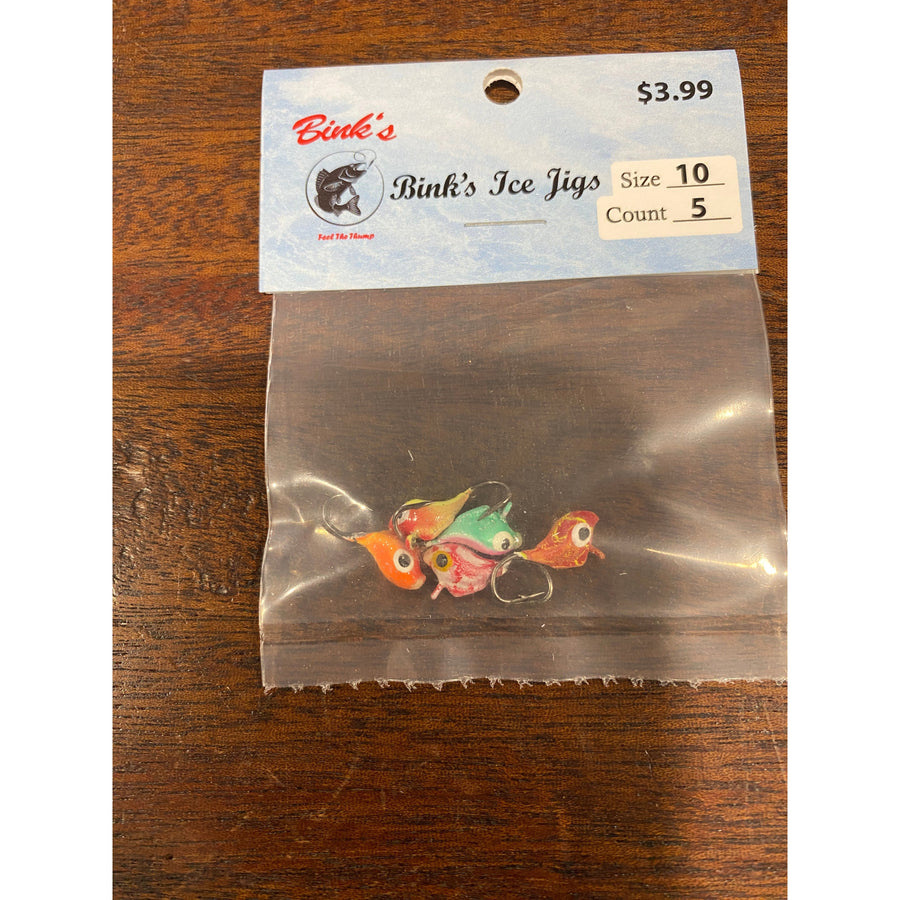 $3.99
Bink's
Bink's Ice Jigs
Size 10
Count 5
Feel The Thump